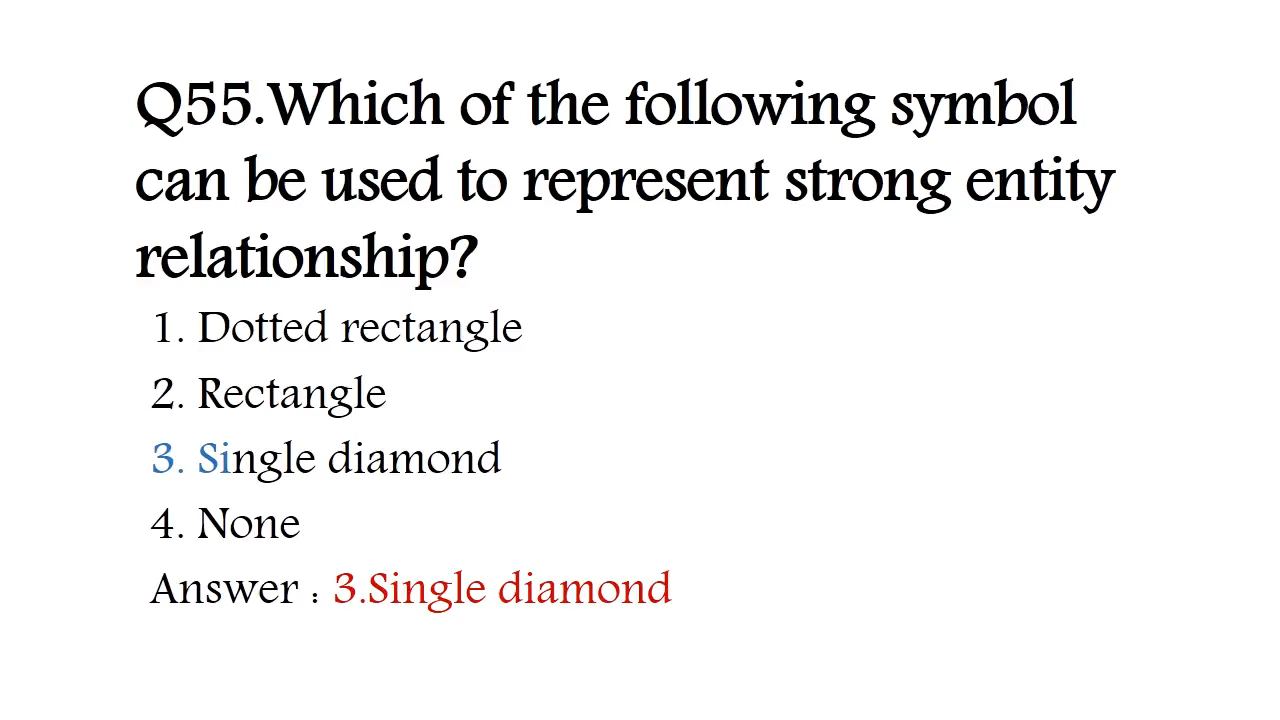 Q55.Which of the following symbol
can be used to represent strong entity
relationship?
1. Dotted rectangle
2. Rectangle
3. Single diamond
4. None
Answer : 3.Single diamond